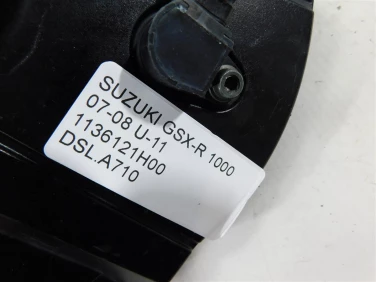 SUZUKI GSX-R 1000
07-08 U-11
1136121H00
DSL.A710